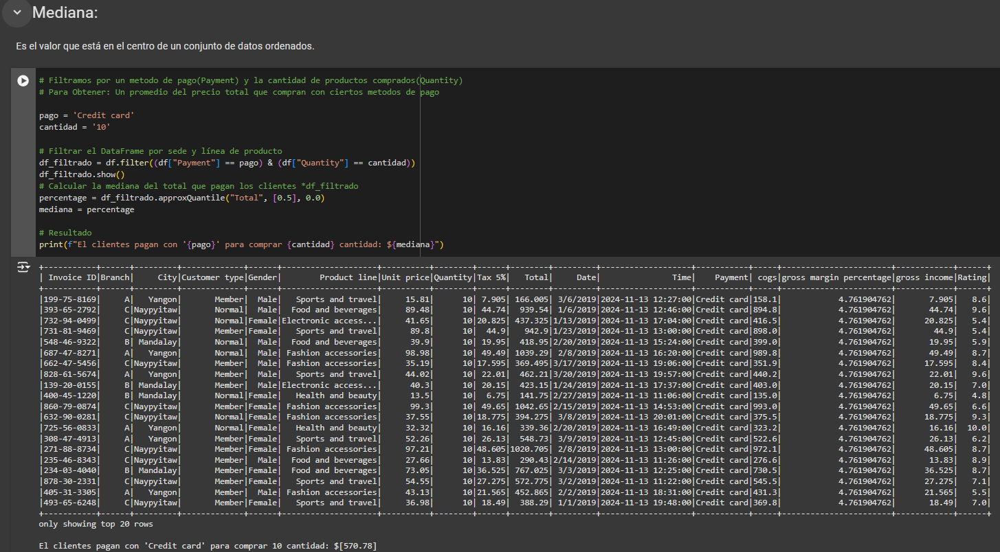 Mediana:
Es el valor que está en el centro de un conjunto de datos ordenados.
# Filtramos por un metodo de pago(Payment) y la cantidad de productos comprados(Quantity)
# Para Obtener: Un promedio del precio total que compran con ciertos metodos de pago
pago = 'Credit card'
cantidad = '10'
# Filtrar el DataFrame por sede y línea de producto
df_filtrado = df.filter((df["Payment"] == pago) & (df["Quantity"] == cantidad))
df_filtrado.show()
# Calcular la mediana del total que pagan los clientes *df_filtrado
percentage = df_filtrado.approxQuantile("Total", [0.5], 0.0)
mediana = percentage
# Resultado
print(f"El clientes pagan con '{pago}' para comprar {cantidad} cantidad: ${mediana}")
+-----------+------+---------+-------------+------+--------------------+----------+--------+------+--------+---------+-------------------+-----------+-----+-----------------------+------------+------+
| Invoice ID|Branch|     City|Customer type|Gender|        Product line|Unit price|Quantity|Tax 5%|   Total|     Date|               Time|    Payment| cogs|gross margin percentage|gross income|Rating|
+-----------+------+---------+-------------+------+--------------------+----------+--------+------+--------+---------+-------------------+-----------+-----+-----------------------+------------+------+
|199-75-8169|     A|   Yangon|       Member|  Male|   Sports and travel|     15.81|      10| 7.905| 166.005| 3/6/2019|2024-11-13 12:27:00|Credit card|158.1|            4.761904762|       7.905|   8.6|
|393-65-2792|     C|Naypyitaw|       Normal|  Male|  Food and beverages|     89.48|      10| 44.74|  939.54| 1/6/2019|2024-11-13 12:46:00|Credit card|894.8|            4.761904762|       44.74|   9.6|
|732-94-0499|     C|Naypyitaw|       Normal|Female|Electronic access...|     41.65|      10|20.825| 437.325|1/13/2019|2024-11-13 17:04:00|Credit card|416.5|            4.761904762|      20.825|   5.4|
|731-81-9469|     C|Naypyitaw|       Member|Female|   Sports and travel|      89.8|      10|  44.9|   942.9|1/23/2019|2024-11-13 13:00:00|Credit card|898.0|            4.761904762|        44.9|   5.4|
|548-46-9322|     B| Mandalay|       Normal|  Male|  Food and beverages|      39.9|      10| 19.95|  418.95|2/20/2019|2024-11-13 15:24:00|Credit card|399.0|            4.761904762|       19.95|   5.9|
|687-47-8271|     A|   Yangon|       Normal|  Male| Fashion accessories|     98.98|      10| 49.49| 1039.29| 2/8/2019|2024-11-13 16:20:00|Credit card|989.8|            4.761904762|       49.49|   8.7|
|662-47-5456|     C|Naypyitaw|       Member|  Male| Fashion accessories|     35.19|      10|17.595| 369.495|3/17/2019|2024-11-13 19:06:00|Credit card|351.9|            4.761904762|      17.595|   8.4|
|828-61-5674|     A|   Yangon|       Member|  Male|   Sports and travel|     44.02|      10| 22.01|  462.21|3/20/2019|2024-11-13 19:57:00|Credit card|440.2|            4.761904762|       22.01|   9.6|
|139-20-0155|     B| Mandalay|       Member|  Male|Electronic access...|      40.3|      10| 20.15|  423.15|1/24/2019|2024-11-13 17:37:00|Credit card|403.0|            4.761904762|       20.15|   7.0|
|400-45-1220|     B| Mandalay|       Normal|Female|   Health and beauty|      13.5|      10|  6.75|  141.75|2/27/2019|2024-11-13 11:06:00|Credit card|135.0|            4.761904762|        6.75|   4.8|
|860-79-0874|     C|Naypyitaw|       Member|Female| Fashion accessories|      99.3|      10| 49.65| 1042.65|2/15/2019|2024-11-13 14:53:00|Credit card|993.0|            4.761904762|       49.65|   6.6|
|632-90-0281|     C|Naypyitaw|       Normal|Female| Fashion accessories|     37.55|      10|18.775| 394.275| 3/8/2019|2024-11-13 20:01:00|Credit card|375.5|            4.761904762|      18.775|   9.3|
|725-56-0833|     A|   Yangon|       Normal|Female|   Health and beauty|     32.32|      10| 16.16|  339.36|2/20/2019|2024-11-13 16:49:00|Credit card|323.2|            4.761904762|       16.16|  10.0|
|308-47-4913|     A|   Yangon|       Member|Female|   Sports and travel|     52.26|      10| 26.13|  548.73| 3/9/2019|2024-11-13 12:45:00|Credit card|522.6|            4.761904762|       26.13|   6.2|
|271-88-8734|     C|Naypyitaw|       Member|Female| Fashion accessories|     97.21|      10|48.605|1020.705| 2/8/2019|2024-11-13 13:00:00|Credit card|972.1|            4.761904762|      48.605|   8.7|
|235-46-8343|     C|Naypyitaw|       Member|  Male|  Food and beverages|     27.66|      10| 13.83|  290.43|2/14/2019|2024-11-13 11:26:00|Credit card|276.6|            4.761904762|       13.83|   8.9|
|234-03-4040|     B| Mandalay|       Member|Female|  Food and beverages|     73.05|      10|36.525| 767.025| 3/3/2019|2024-11-13 12:25:00|Credit card|730.5|            4.761904762|      36.525|   8.7|
|878-30-2331|     C|Naypyitaw|       Member|Female|   Sports and travel|     54.55|      10|27.275| 572.775| 3/2/2019|2024-11-13 11:22:00|Credit card|545.5|            4.761904762|      27.275|   7.1|
|405-31-3305|     A|   Yangon|       Member|  Male| Fashion accessories|     43.13|      10|21.565| 452.865| 2/2/2019|2024-11-13 18:31:00|Credit card|431.3|            4.761904762|      21.565|   5.5|
|493-65-6248|     C|Naypyitaw|       Member|Female|   Sports and travel|     36.98|      10| 18.49|  388.29| 1/1/2019|2024-11-13 19:48:00|Credit card|369.8|            4.761904762|       18.49|   7.0|
+-----------+------+---------+-------------+------+--------------------+----------+--------+------+--------+---------+-------------------+-----------+-----+-----------------------+------------+------+
only showing top 20 rows
El clientes pagan con 'Credit card' para comprar 10 cantidad: $[570.78]